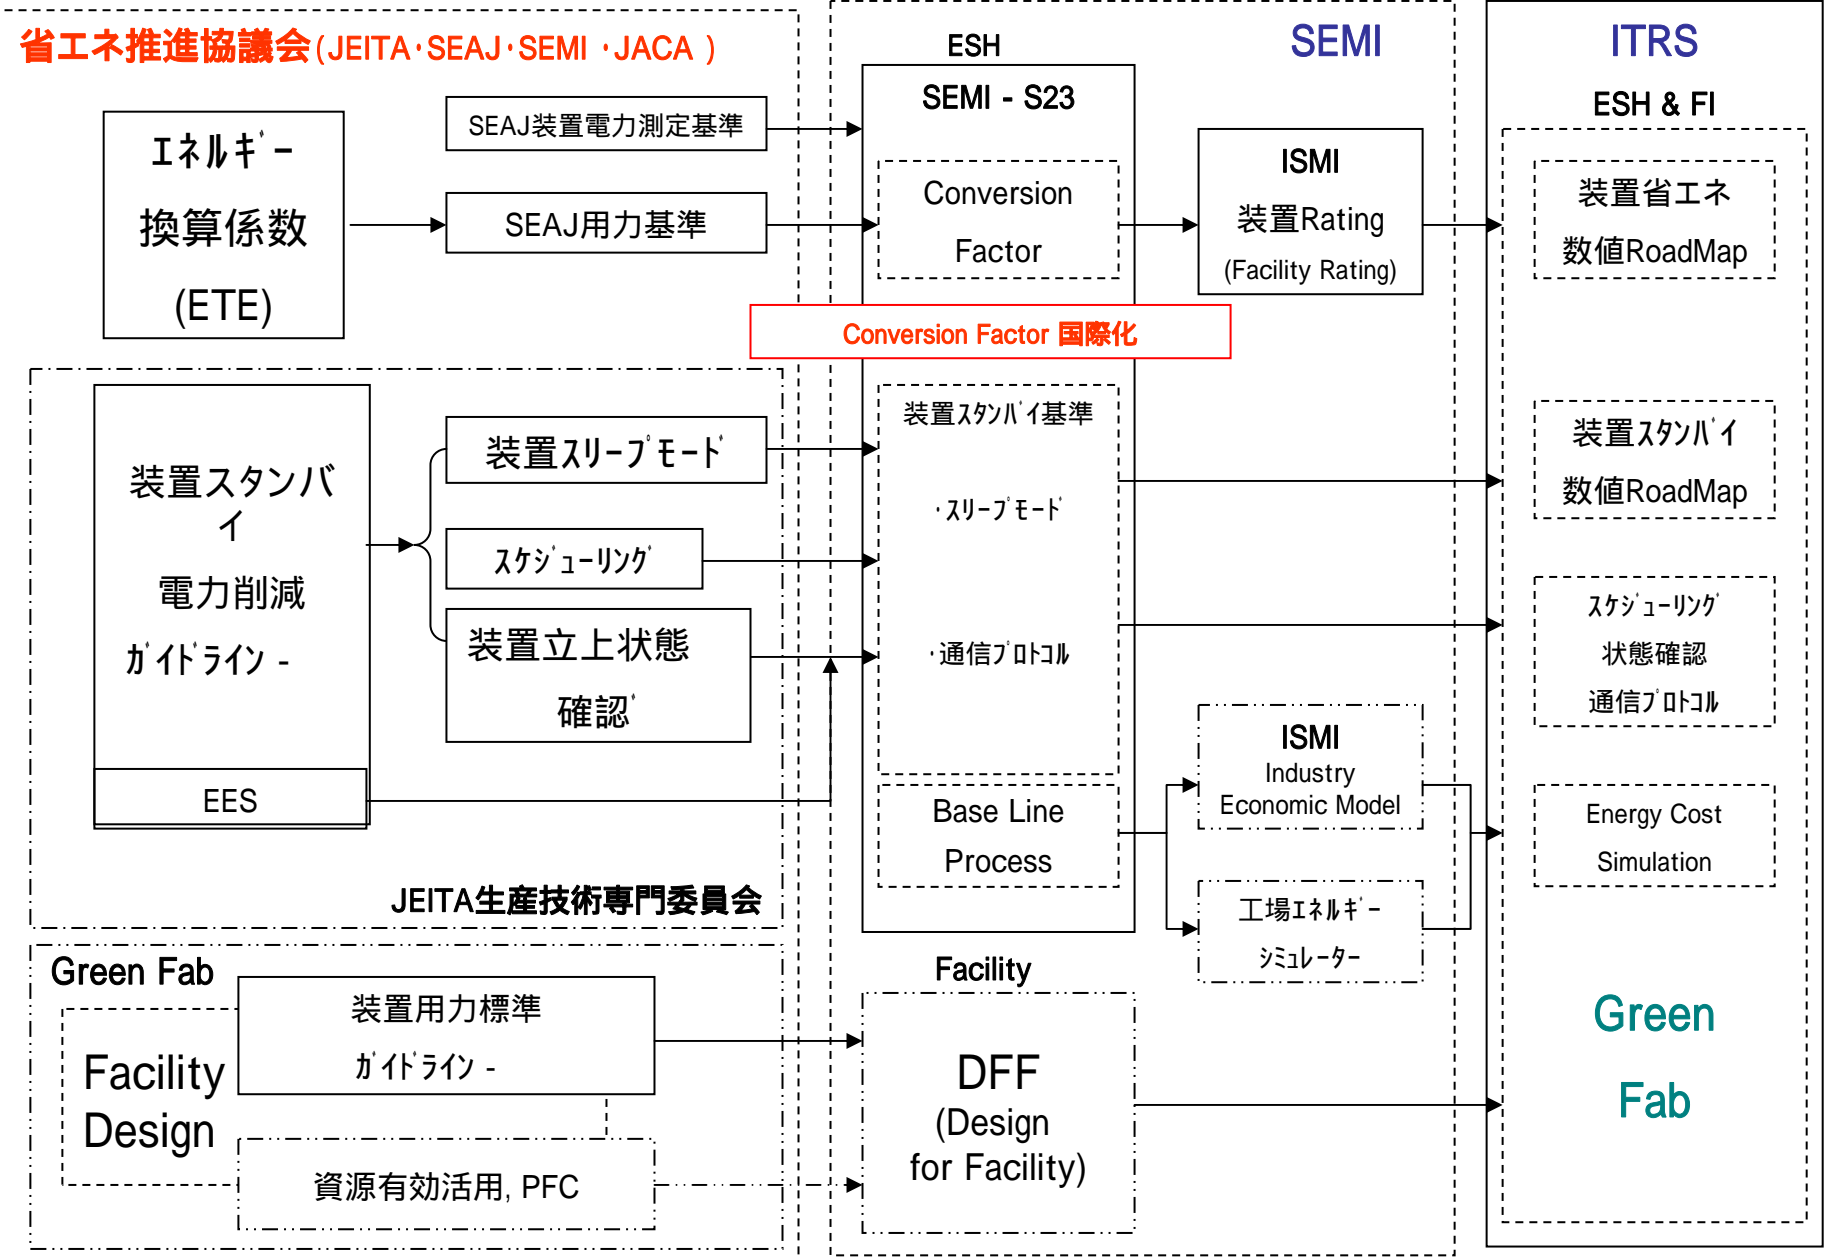 省エネ推進協議会(JEITA・SEAJ・SEMI ・JACA )
ｴﾈﾙｷﾞｰ
換算係数
(ETE)
SEAJ装置電力測定基準
SEAJ用力基準
装置スタンバ
イ
電力削減
ｶﾞｲﾄﾞﾗｲﾝ -
EES
装置ｽﾘｰﾌﾟﾓｰﾄﾞ
ｽｹｼﾞｭｰﾘﾝｸﾞ
装置立上状態
確認ﾞ
JEITA生産技術専門委員会
Green Fab
Facility
Design
装置用力標準
ｶﾞｲﾄﾞﾗｲﾝ -
資源有効活用, PFC
SEMI
ESH
SEMI - S23
Conversion
Factor
Conversion Factor 国際化
装置ｽﾀﾝﾊﾞｲ基準
・ｽﾘｰﾌﾟﾓｰﾄﾞ
・通信ﾌﾟﾛﾄｺﾙ
Base Line
Process
Facility
DFF
(Design
for Facility)
ISMI
装置Rating
(Facility Rating)
ISMI
Industry
Economic Model
工場ｴﾈﾙｷﾞｰ
ｼﾐｭﾚｰﾀｰ
ITRS
ESH & FI
装置省エネ
数値RoadMap
装置ｽﾀﾝﾊﾞｲ
数値RoadMap
ｽｹｼﾞｭｰﾘﾝｸﾞ
状態確認
通信ﾌﾟﾛﾄｺﾙ
Energy Cost
Simulation
Green
Fab